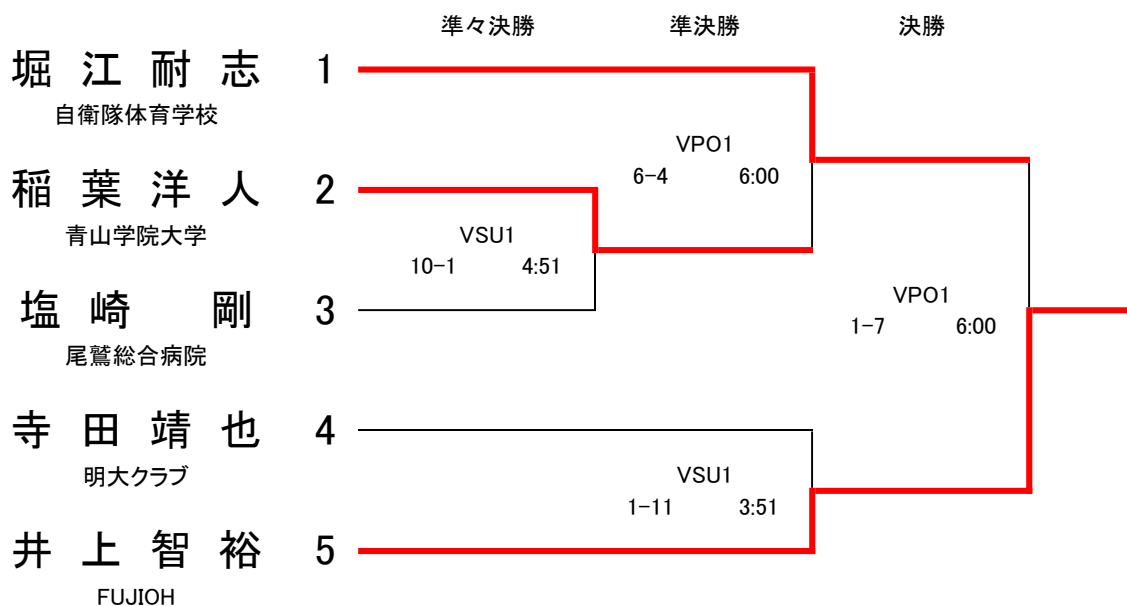 準々決勝 準決勝 決勝
堀江耐志 1
自衛隊体育学校
VPO1
6-4 6:00
稲葉洋人 2
青山学院大学
VSU1
10-1 4:51
塩崎 剛 3
尾鷲総合病院
VPO1
1-7 6:00
寺田靖也 4
明大クラブ
VSU1
1-11 3:51
井上智裕 5
FUJIOH